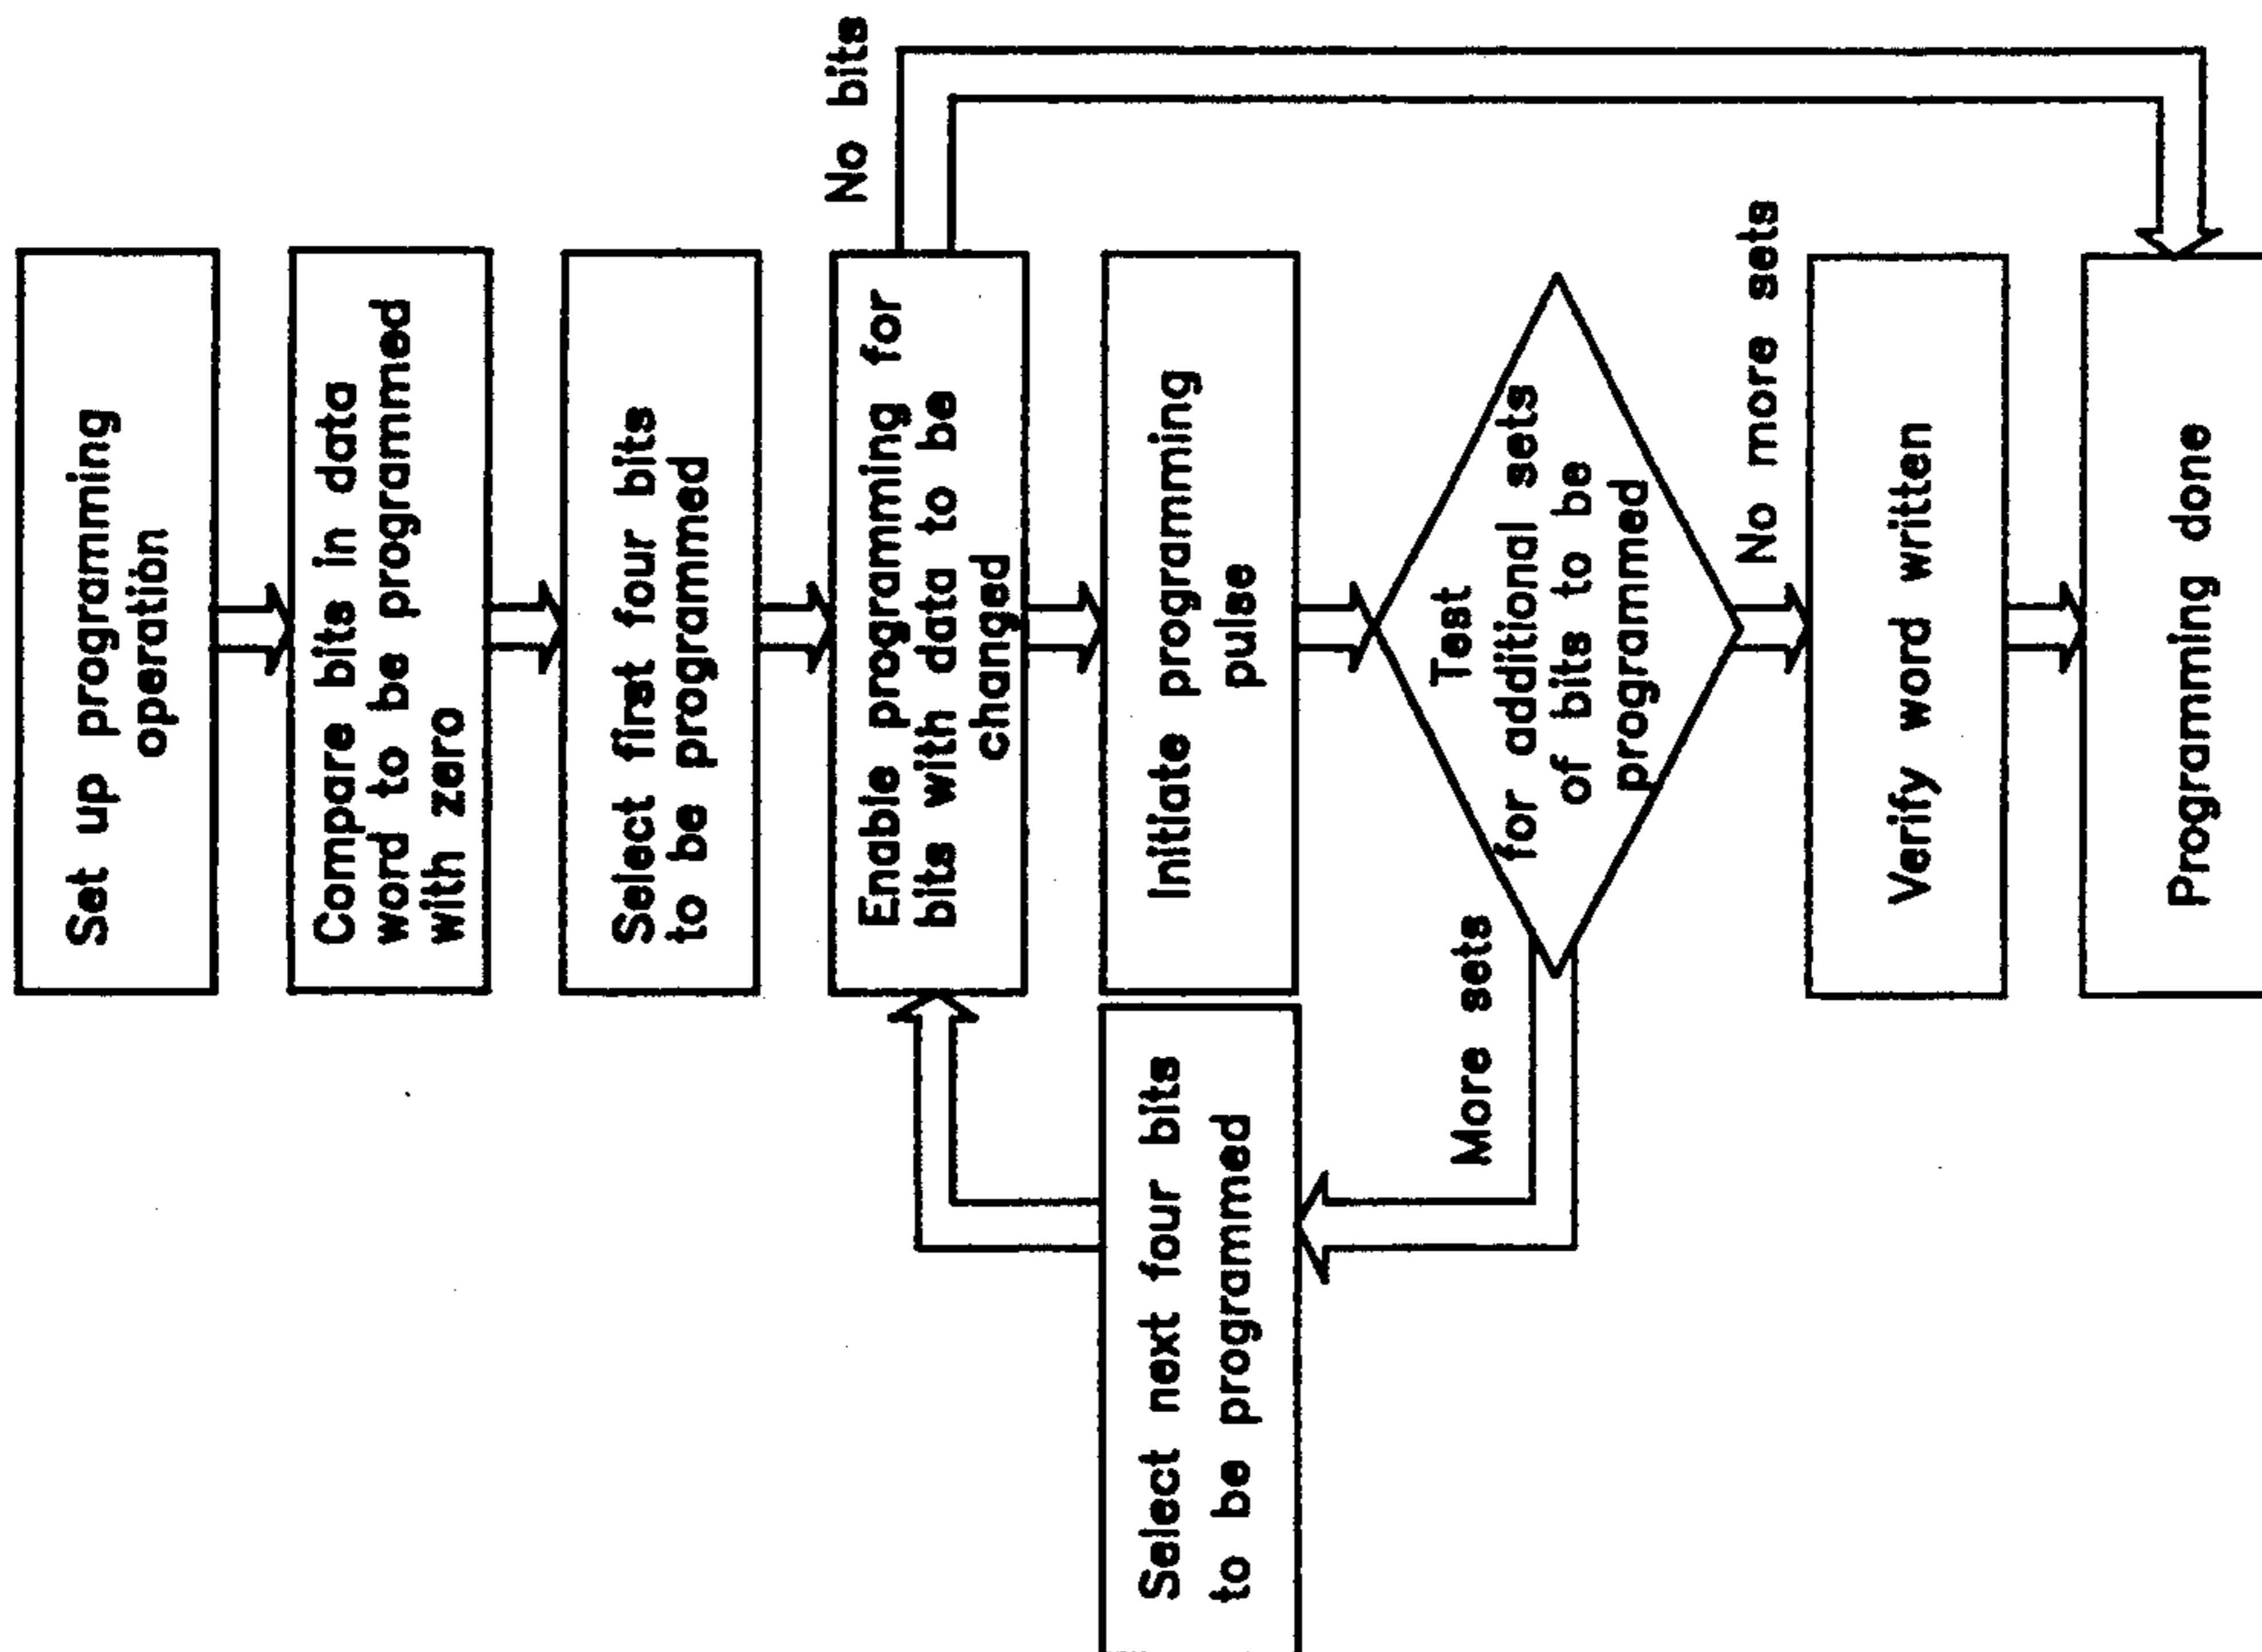 Set up programming
operation
Compare bits in data
word to be programmed
with zero
Select first four bits
to be programmed
No bits
Enable programming for
bits with data to be
changed
Initiate programming
pulse
Select next four bits
to be programmed
Test
for additional sets
of bits to be
programmed
More sets
No more sets
Verify word written
Programming done